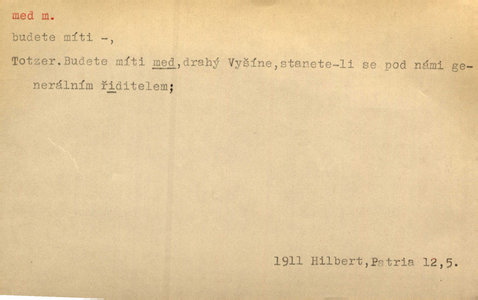 med m.
budete míti -,
Totzer.Budete míti med,drahý Vyšíne,stanete-li se pod námi ge-
nerálním řiditelem;
1911 Hilbert,Patria 12,5.